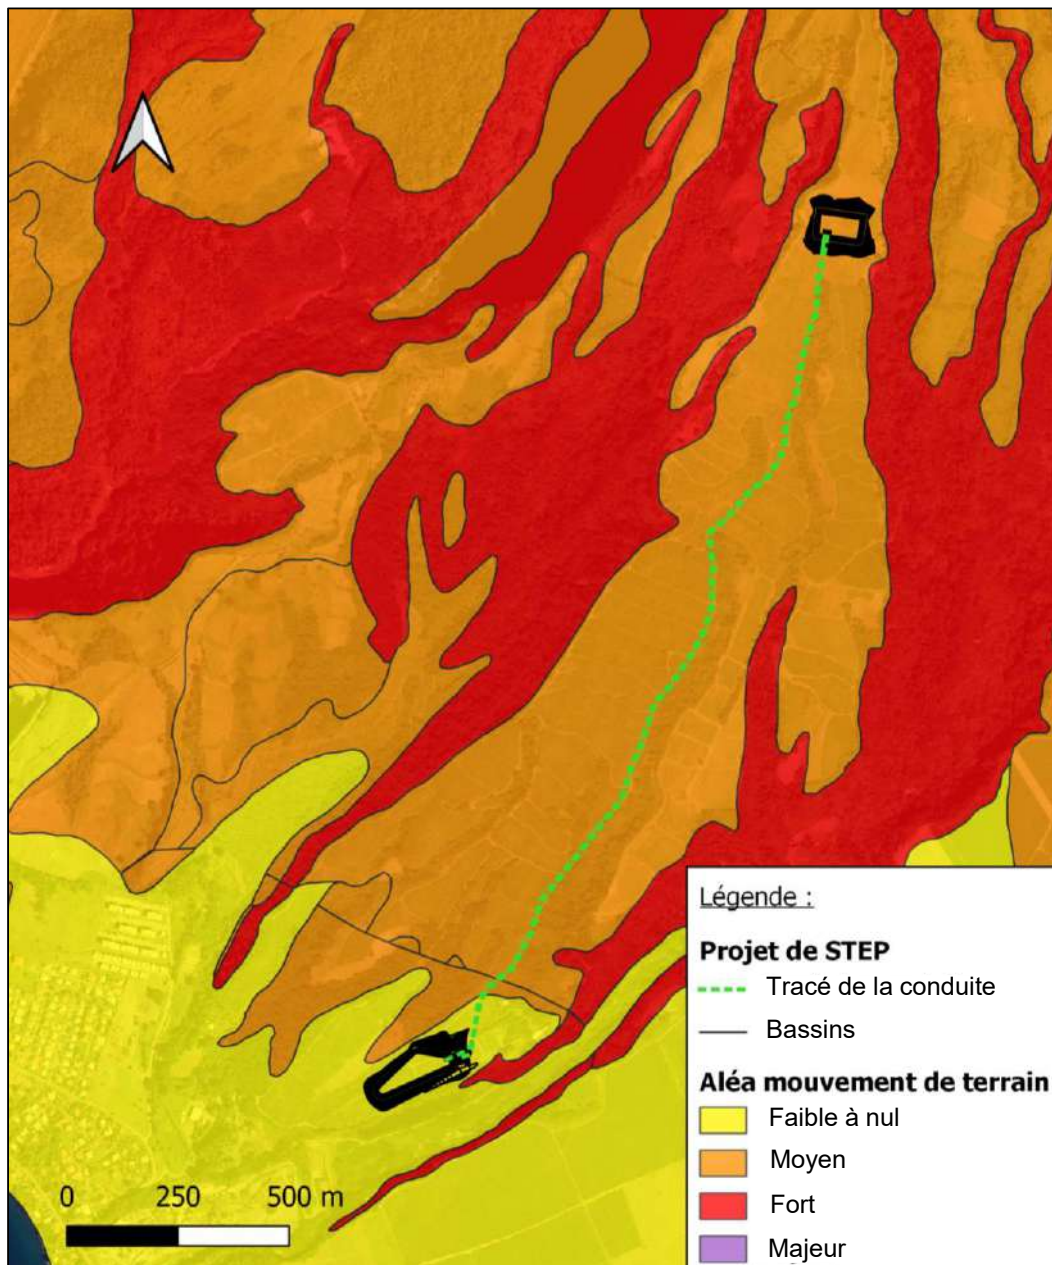 Légende :
Projet de STEP
Tracé de la conduite
Bassins
Aléa mouvement de terrain
Faible à nul
Moyen
Fort
Majeur
0 250 500 m